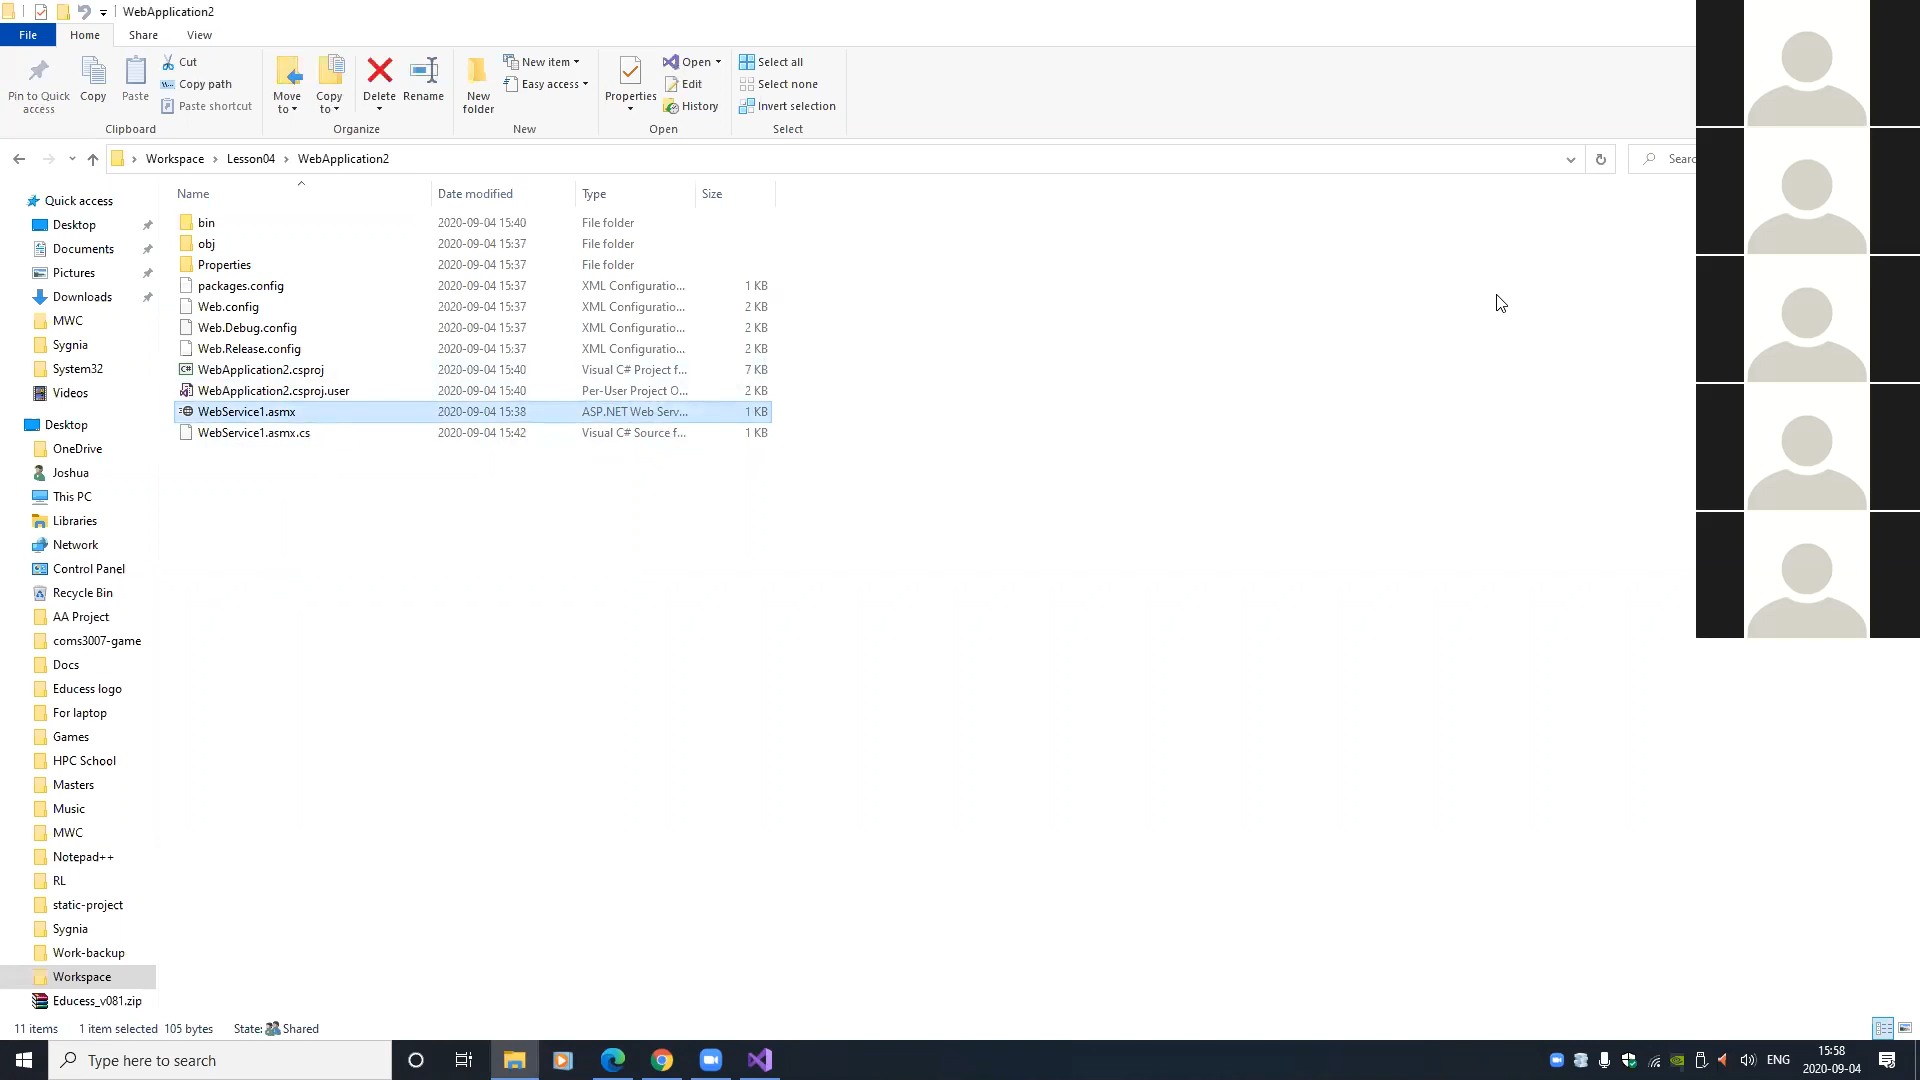 WebApplication2
File Home Share View
Pin to Quick access
Copy
Paste
Cut
Copy path
Paste shortcut
Move to
Copy to
Delete
Rename
New folder
New item
Easy access
Properties
Open
Edit
History
Select all
Select none
Invert selection
Clipboard Organize New Open Select
Workspace Lesson04 WebApplication2
Name Date modified Type Size
bin 2020-09-04 15:40 File folder
obj 2020-09-04 15:37 File folder
Properties 2020-09-04 15:37 File folder
packages.config 2020-09-04 15:37 XML Configuratio... 1 KB
Web.config 2020-09-04 15:37 XML Configuratio... 2 KB
Web.Debug.config 2020-09-04 15:37 XML Configuratio... 2 KB
Web.Release.config 2020-09-04 15:37 XML Configuratio... 2 KB
WebApplication2.csproj 2020-09-04 15:40 Visual C# Project f... 7 KB
WebApplication2.csproj.user 2020-09-04 15:40 Per-User Project O... 2 KB
WebService1.asmx 2020-09-04 15:38 ASP.NET Web Serv... 1 KB
WebService1.asmx.cs 2020-09-04 15:42 Visual C# Source f... 1 KB
Quick access
Desktop
Documents
Pictures
Downloads
MWC
Sygnia
System32
Videos
Desktop
OneDrive
Joshua
This PC
Libraries
Network
Control Panel
Recycle Bin
AA Project
coms3007-game
Docs
Educess logo
For laptop
Games
HPC School
Masters
Music
MWC
Notepad++
RL
static-project
Sygnia
Work-backup
Workspace
Educess_v081.zip
11 items 1 item selected 105 bytes State: Shared
Type here to search
ENG
15:58
2020-09-04